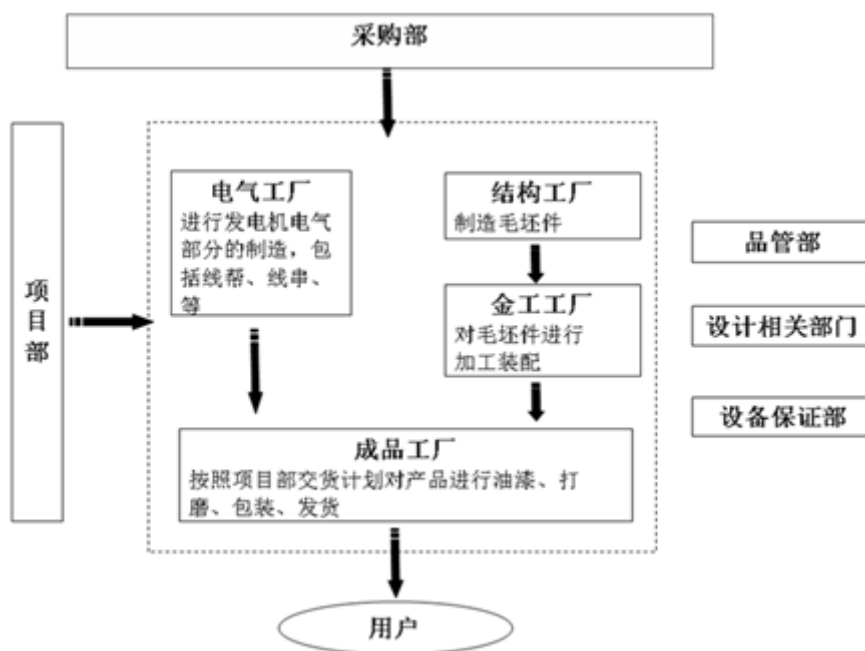 采购部
项
目
部
电气工厂
进行发电机电气
部分的制造，包
括线帮、线串、
等
结构工厂
制造毛坯件
金工工厂
对毛坯件进行
加工装配
成品工厂
按照项目部交货计划对产品进行油漆、打
磨、包装、发货
品管部
设计相关部门
设备保证部
用户